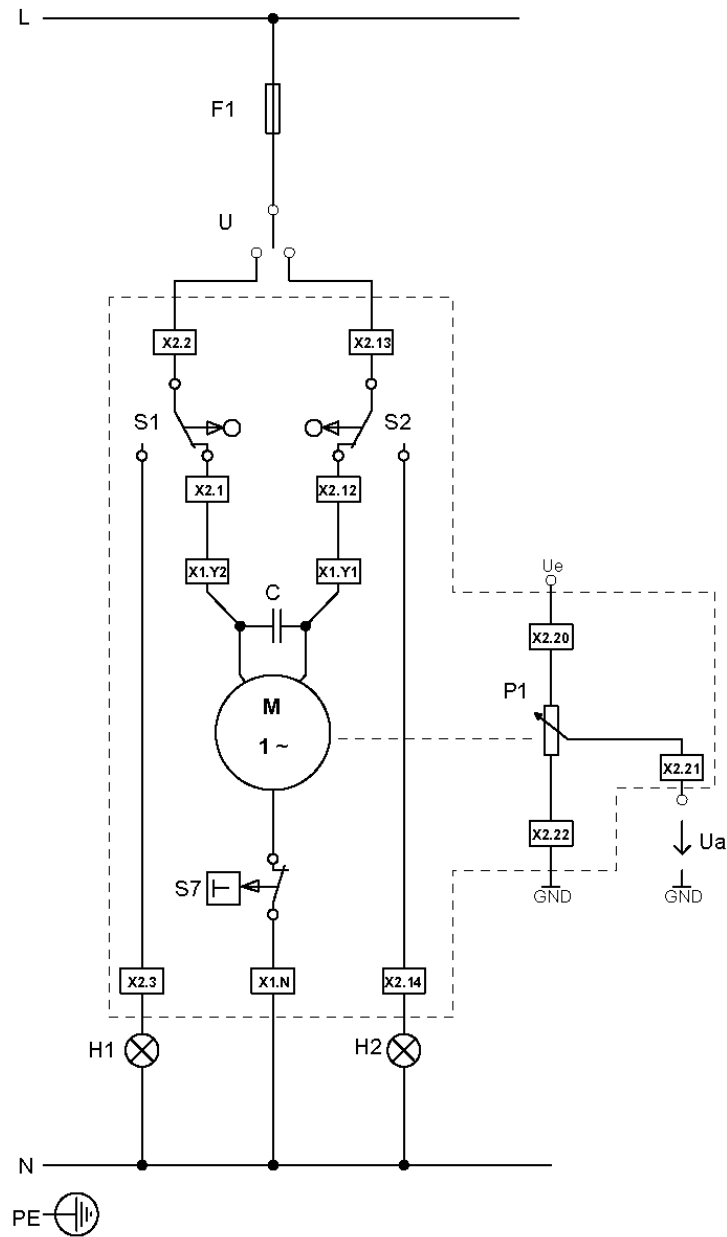 L
F1
U
X2.2 X2.13
S1 S2
X2.1 X2.12
X1.Y2 X1.Y1
C
Ue
X2.20
P1
M
1 ~
X2.21
X2.22
Ua
S7
GND GND
X2.3 X1.N X2.14
H1 H2
N
PE